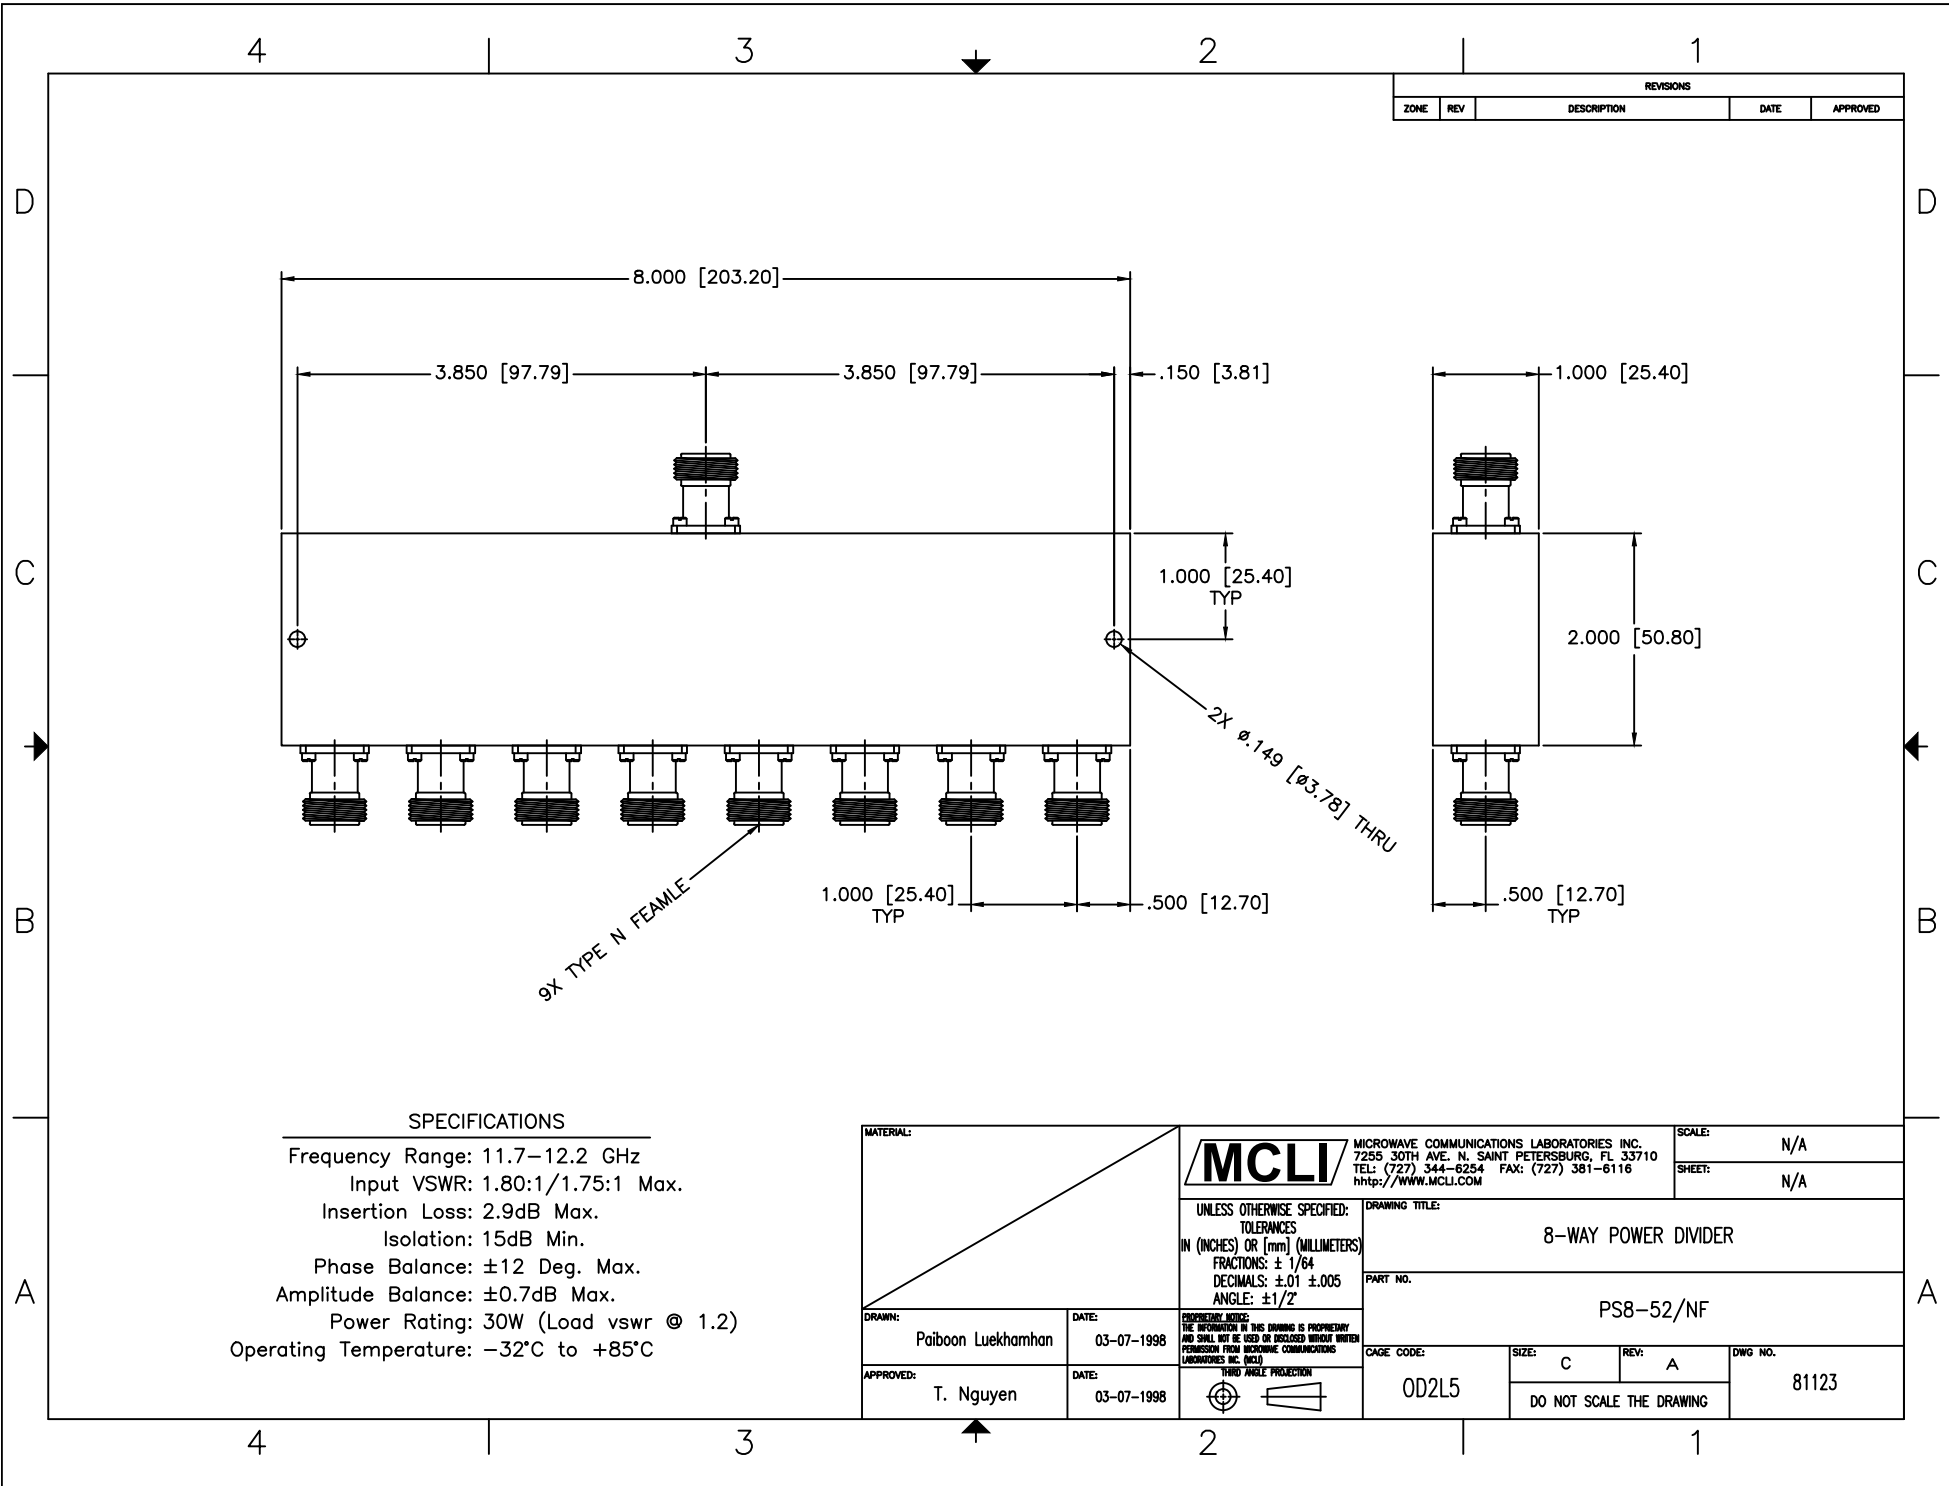 4 3 2 1
REVISIONS
ZONE REV DESCRIPTION DATE APPROVED
D D
8.000 [203.20]
3.850 [97.79] 3.850 [97.79] .150 [3.81] 1.000 [25.40]
C C
1.000 [25.40]
TYP
2.000 [50.80]
2X ø.149 [ø3.78] THRU
9X TYPE N FEAMLE
1.000 [25.40]
TYP
.500 [12.70]
.500 [12.70]
TYP
B B
SPECIFICATIONS
Frequency Range: 11.7-12.2 GHz
Input VSWR: 1.80:1/1.75:1 Max.
Insertion Loss: 2.9dB Max.
Isolation: 15dB Min.
Phase Balance: ±12 Deg. Max.
Amplitude Balance: ±0.7dB Max.
Power Rating: 30W (Load vswr @ 1.2)
Operating Temperature: -32°C to +85°C
A A
MATERIAL:
MCLI
MICROWAVE COMMUNICATIONS LABORATORIES INC.
7255 30TH AVE. N. SAINT PETERSBURG, FL 33710
TEL: (727) 344-6254 FAX: (727) 381-6116
hhtp://WWW.MCLI.COM
SCALE: N/A
SHEET: N/A
UNLESS OTHERWISE SPECIFIED:
TOLERANCES
IN (INCHES) OR [mm] (MILLIMETERS)
FRACTIONS: ± 1/64
DECIMALS: ±.01 ±.005
ANGLE: ±1/2°
DRAWING TITLE:
8-WAY POWER DIVIDER
PART NO.
PS8-52/NF
DRAWN: Paiboon Luekhamhan
DATE: 03-07-1998
APPROVED: T. Nguyen
DATE: 03-07-1998
PROPRIETARY NOTICE:
THE INFORMATION IN THIS DRAWING IS PROPRIETARY
AND SHALL NOT BE USED OR DISCLOSED WITHOUT WRITTEN
PERMISSION FROM MICROWAVE COMMUNICATIONS
LABORATORIES INC. (MCLI)
THIRD ANGLE PROJECTION
CAGE CODE: 0D2L5
SIZE: C
REV: A
DO NOT SCALE THE DRAWING
DWG NO. 81123
4 3 2 1